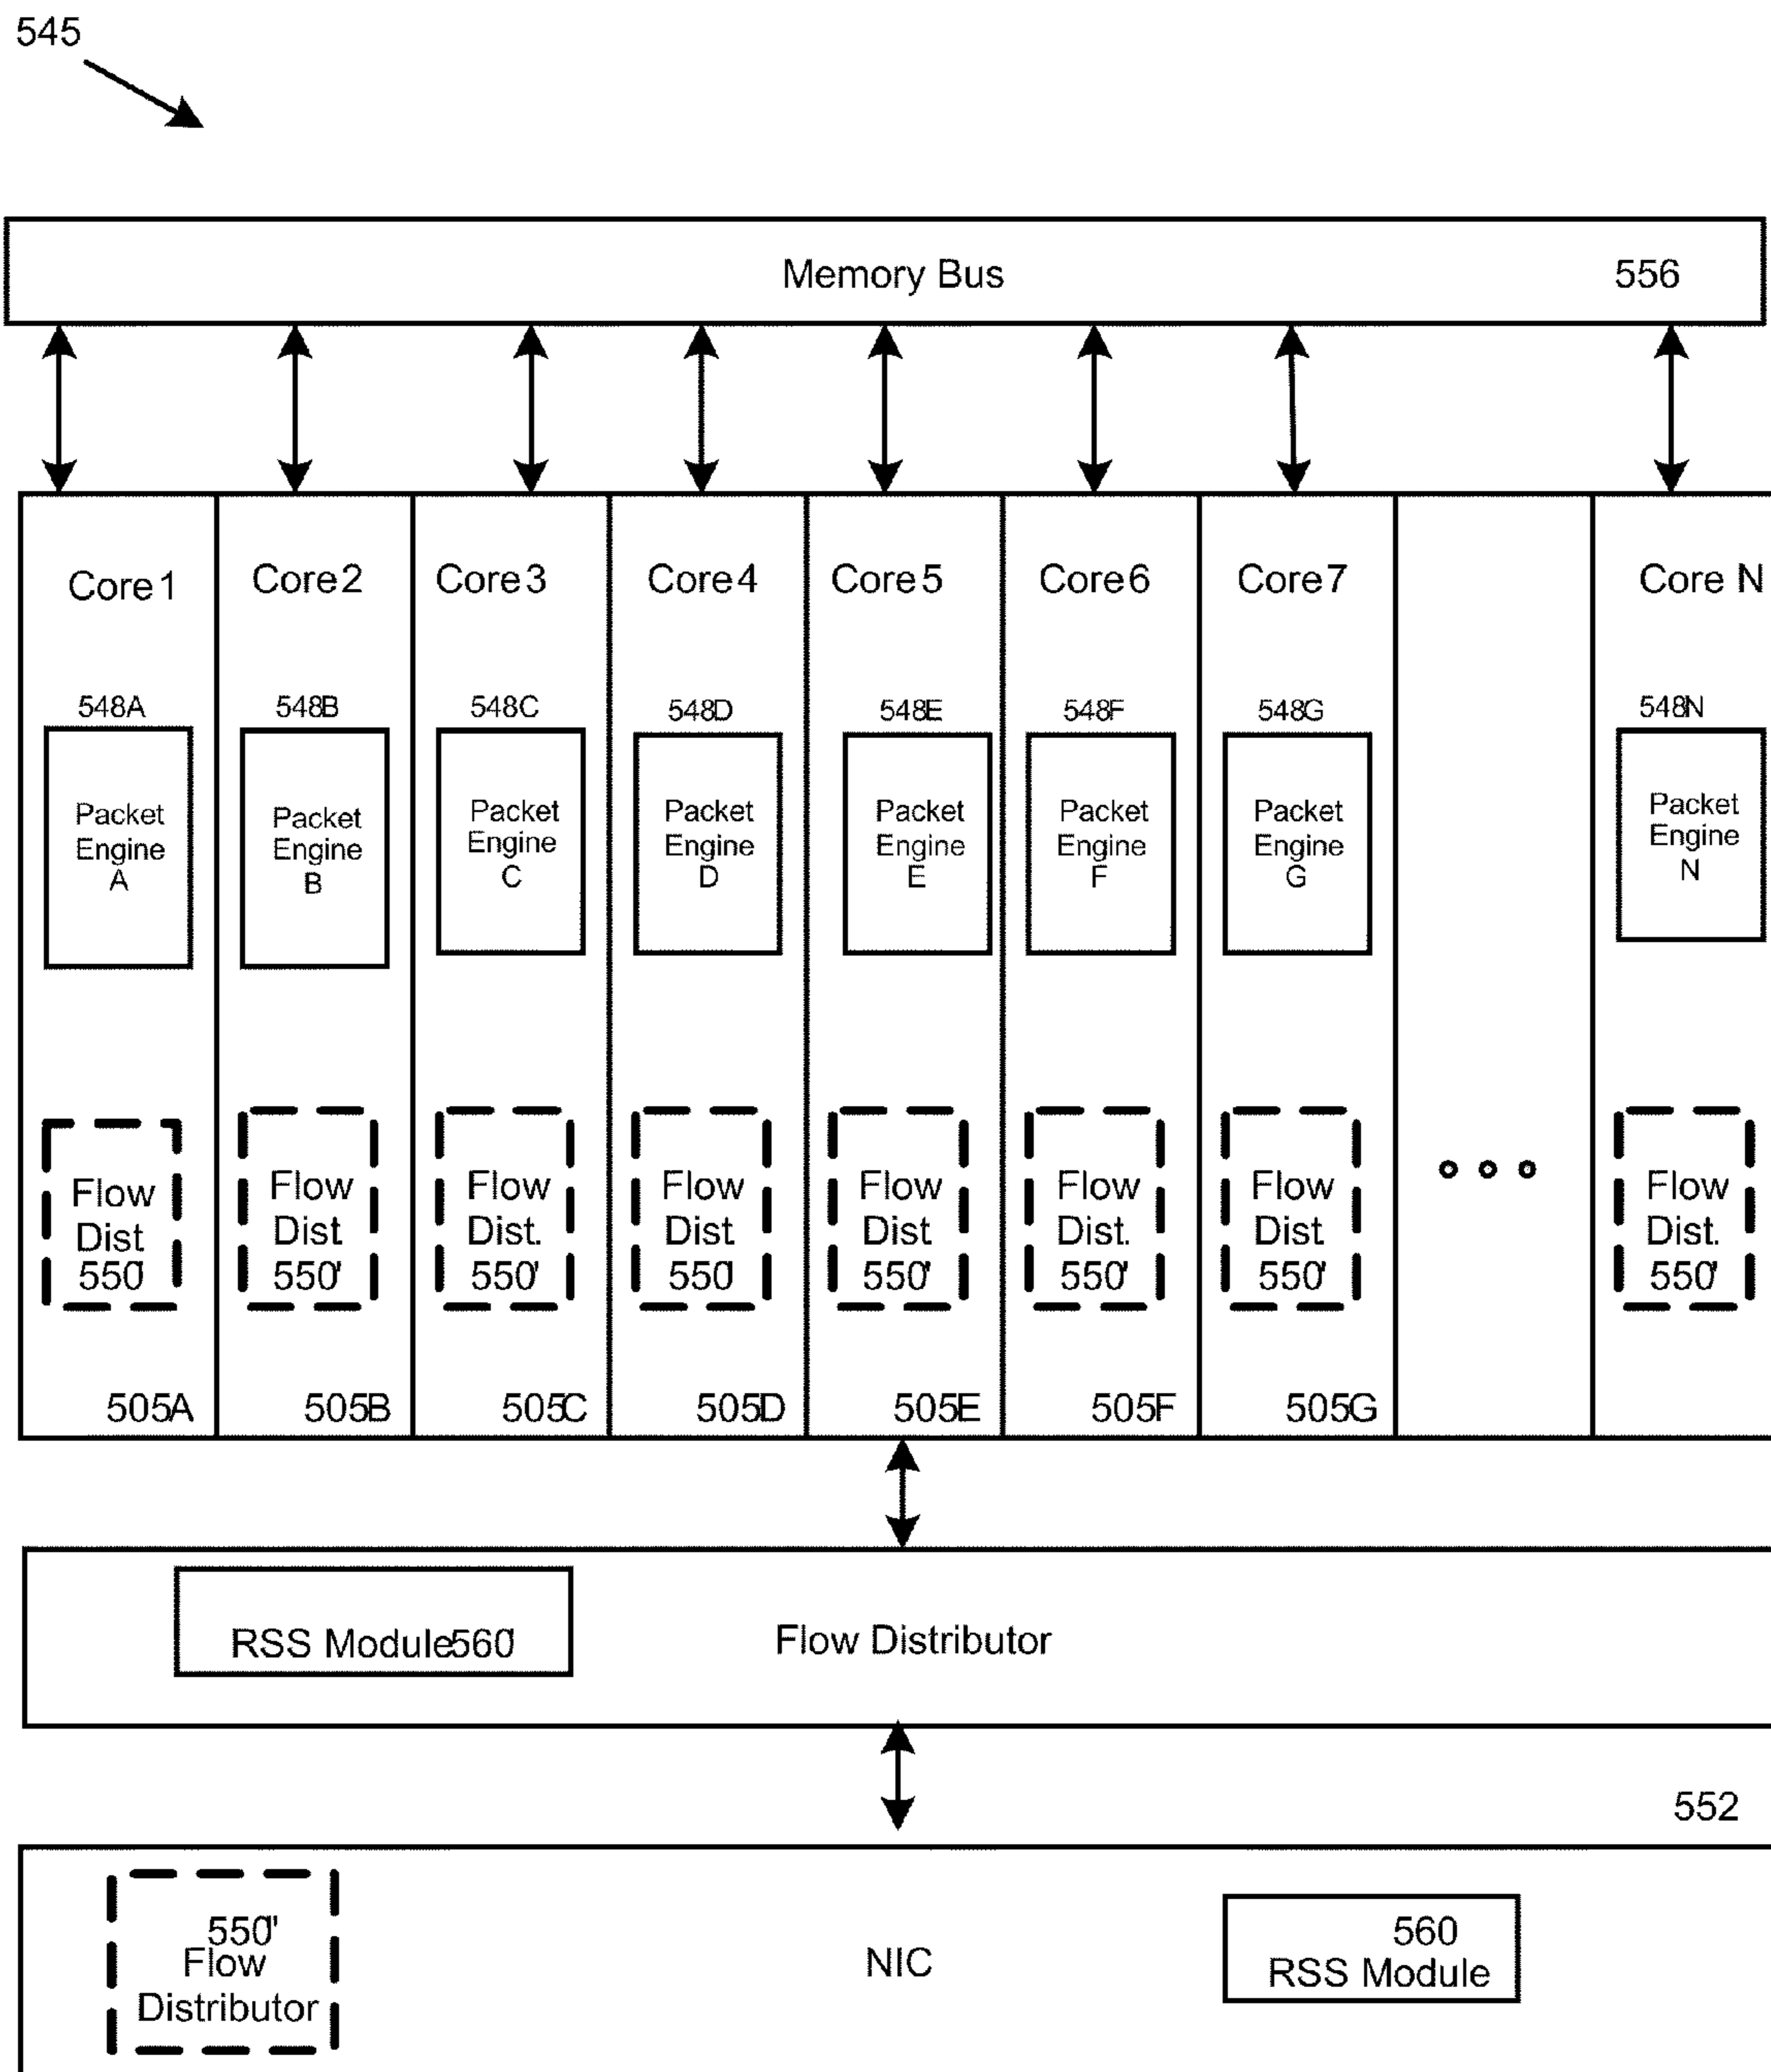 545
Memory Bus 556
Core 1 Core 2 Core 3 Core 4 Core 5 Core 6 Core 7 Core N
548A 548B 548C 548D 548E 548F 548G 548N
Packet Packet Packet Packet Packet Packet Packet Packet
Engine Engine Engine Engine Engine Engine Engine Engine
A B C D E F G N
Flow Flow Flow Flow Flow Flow Flow Flow
Dist Dist Dist. Dist Dist Dist. Dist Dist.
550' 550' 550' 550' 550' 550' 550' 550'
505A 505B 505C 505D 505E 505F 505G
RSS Module 560' Flow Distributor
552
550" 560
Flow NIC RSS Module
Distributor